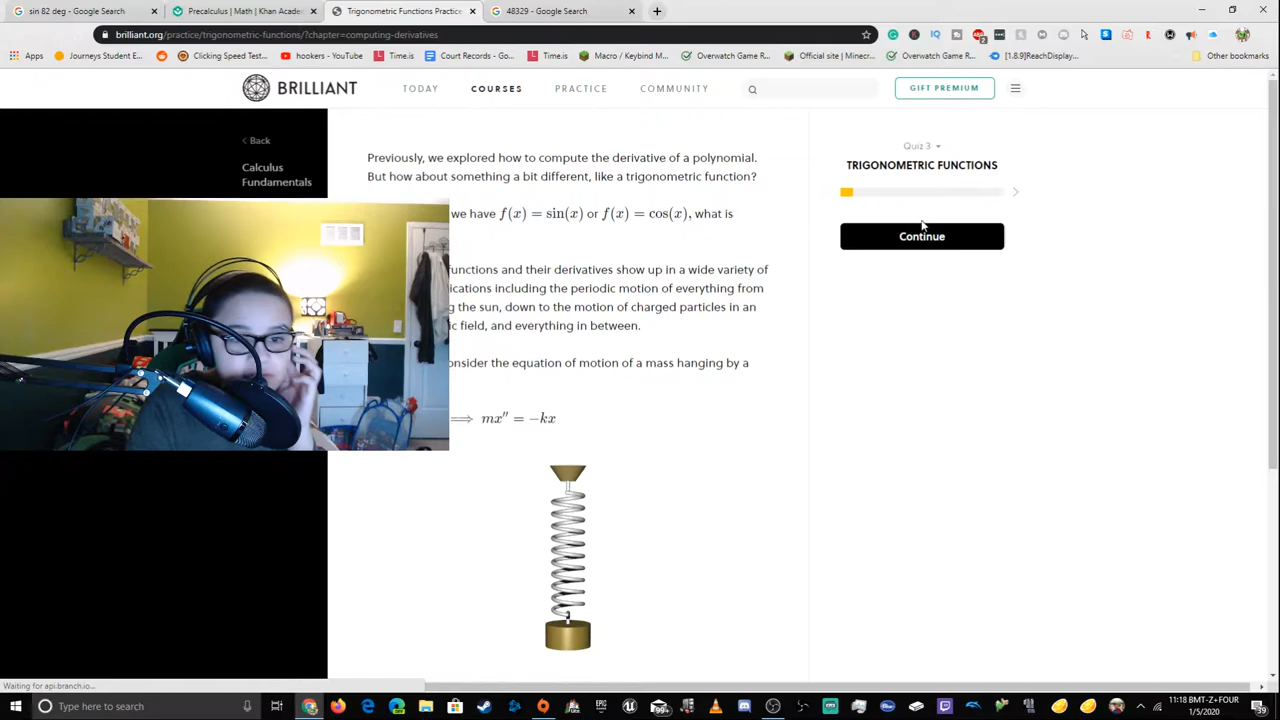 sin 82 deg - Google Search
Precalculus | Math | Khan Acade
Trigonometric Functions Practice
48329 - Google Search
brilliant.org/practice/trigonometric-functions/?chapter=computing-derivatives
Apps
Journeys Student E...
Clicking Speed Test...
hookers - YouTube
Time.is
Court Records - Go...
Time.is
Macro / Keybind M...
Overwatch Game R...
Official | Minecr...
Overwatch Game R...
[1.8.9]ReachDisplay...
Other bookmarks
BRILLIANT
TODAY
COURSES
PRACTICE
COMMUNITY
GIFT PREMIUM
Back
Calculus
Fundamentals
Previously, we explored how to compute the derivative of a polynomial.
But how about something a bit different, like a trigonometric function?
we have f(x) = sin(x) or f(x) = cos(x), what is
functions and their derivatives show up in a wide variety of
ications including the periodic motion of everything from
g the sun, down to the motion of charged particles in an
ic field, and everything in between.
onsider the equation of motion of a mass hanging by a
⟹ mx″ = −kx
Quiz 3
TRIGONOMETRIC FUNCTIONS
Continue
Waiting for api.branch.io...
Type here to search
11:18 BMT-Z+FOUR
1/5/2020